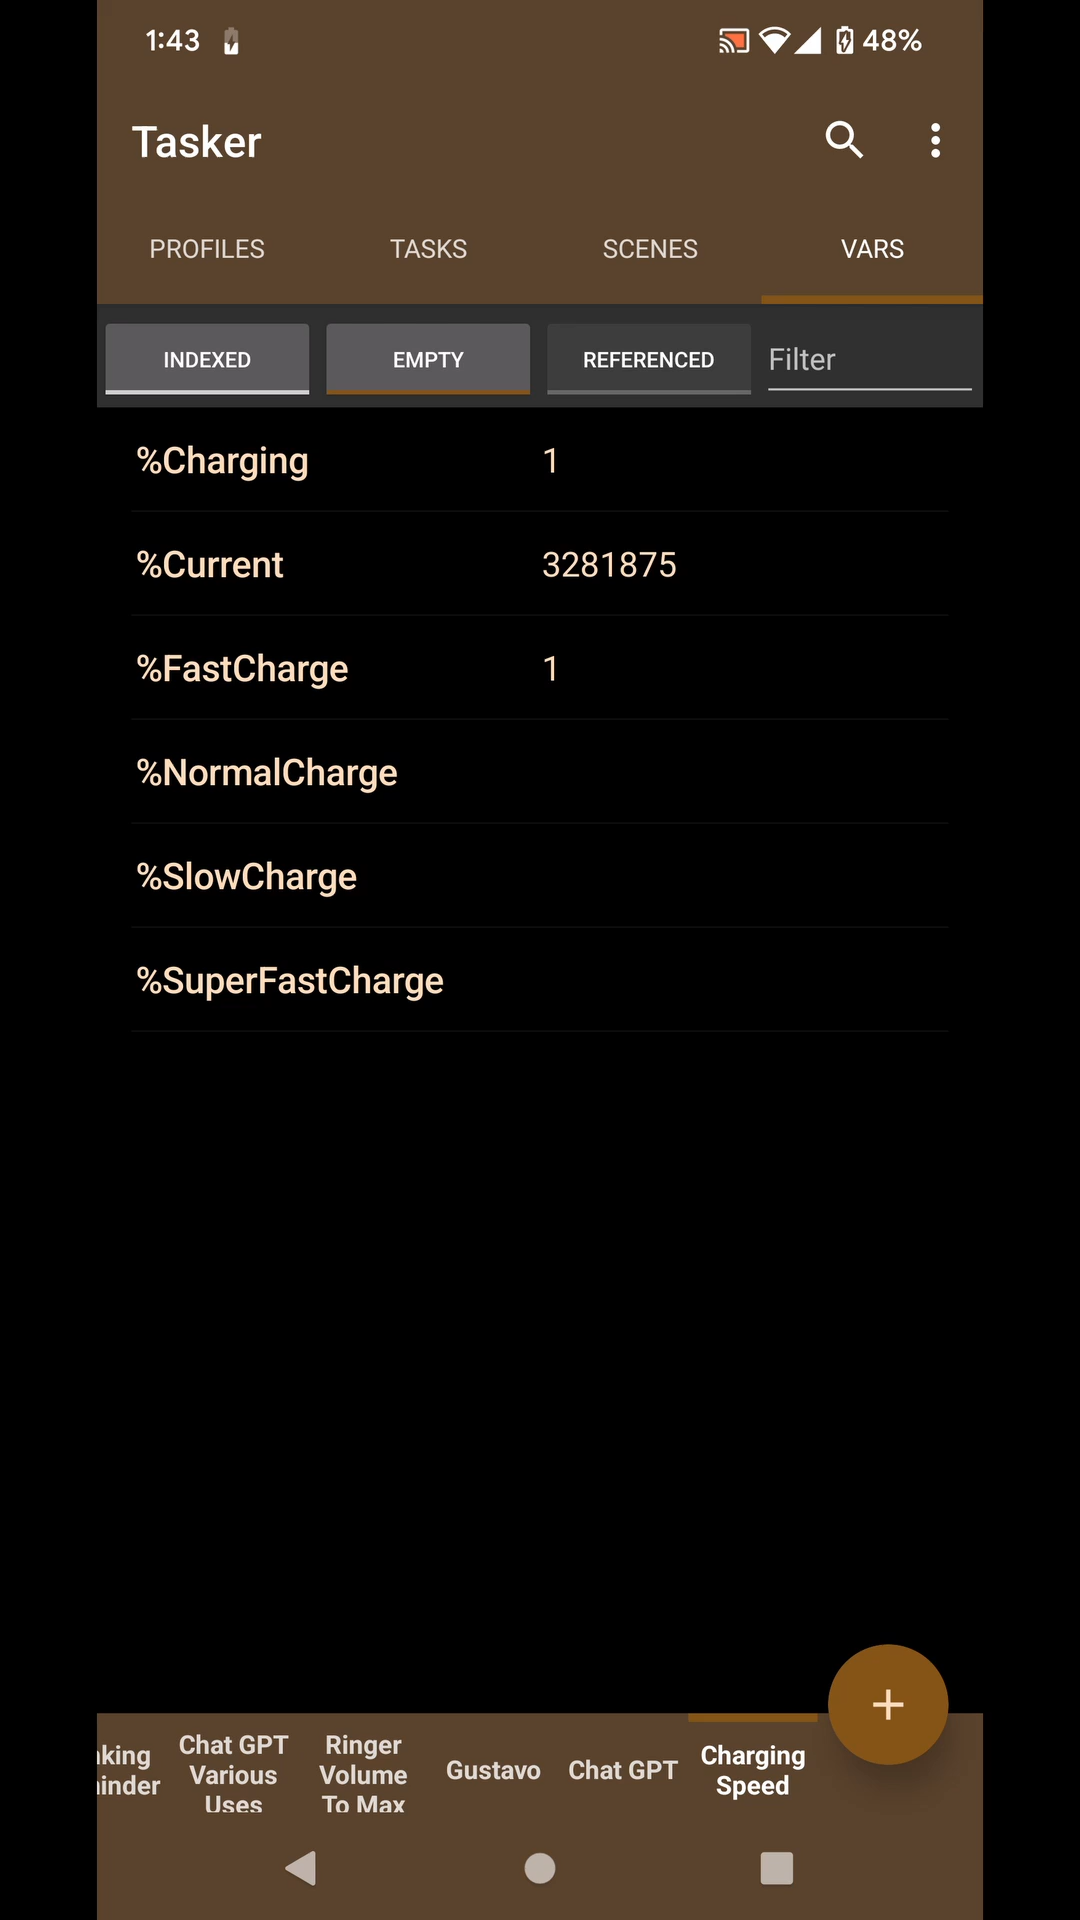 1:43
48%
Tasker
PROFILES
TASKS
SCENES
VARS
INDEXED
EMPTY
REFERENCED
Filter
%Charging
1
%Current
3281875
%FastCharge
1
%NormalCharge
%SlowCharge
%SuperFastCharge
Chat GPT
Various
Uses
Ringer
Volume
To Max
Gustavo
Chat GPT
Charging
Speed